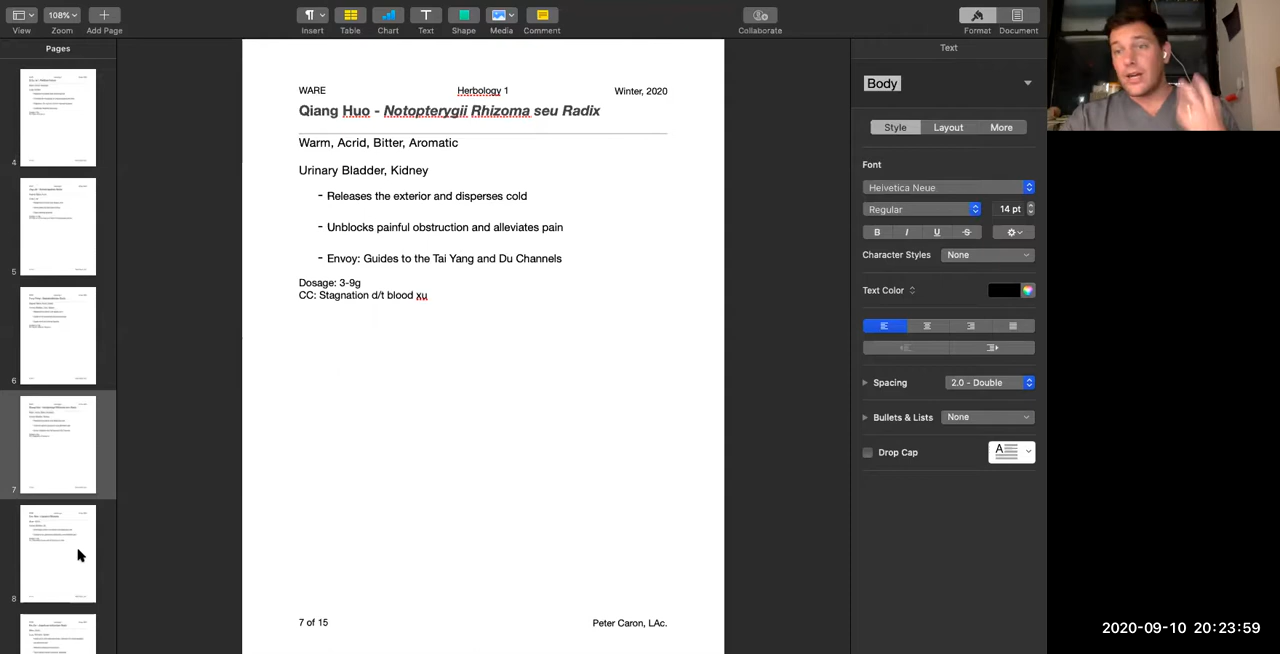 108%
View
Zoom
Add Page
Insert
Table
Chart
Text
Shape
Media
Comment
Collaborate
Format
Document
Pages
4
5
6
7
8
WARE
Herbology 1
Winter, 2020
Qiang Huo - Notopterygii Rhizoma seu Radix
Warm, Acrid, Bitter, Aromatic
Urinary Bladder, Kidney
- Releases the exterior and disperses cold
- Unblocks painful obstruction and alleviates pain
- Envoy: Guides to the Tai Yang and Du Channels
Dosage: 3-9g
CC: Stagnation d/t blood xu
7 of 15
Peter Caron, LAc.
Text
Body
Style
Layout
More
Font
Helvetica Neue
Regular
14 pt
B I U S
Character Styles
None
Text Color
Spacing
2.0 - Double
Bullets & Lists
None
Drop Cap
A
2020-09-10 20:23:59